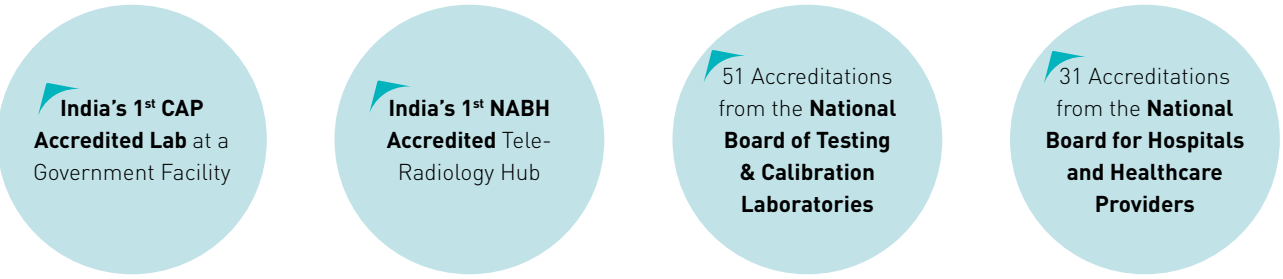 India's 1st CAP
Accredited Lab at a
Government Facility
India's 1st NABH
Accredited Tele-
Radiology Hub
51 Accreditations
from the National
Board of Testing
& Calibration
Laboratories
31 Accreditations
from the National
Board for Hospitals
and Healthcare
Providers